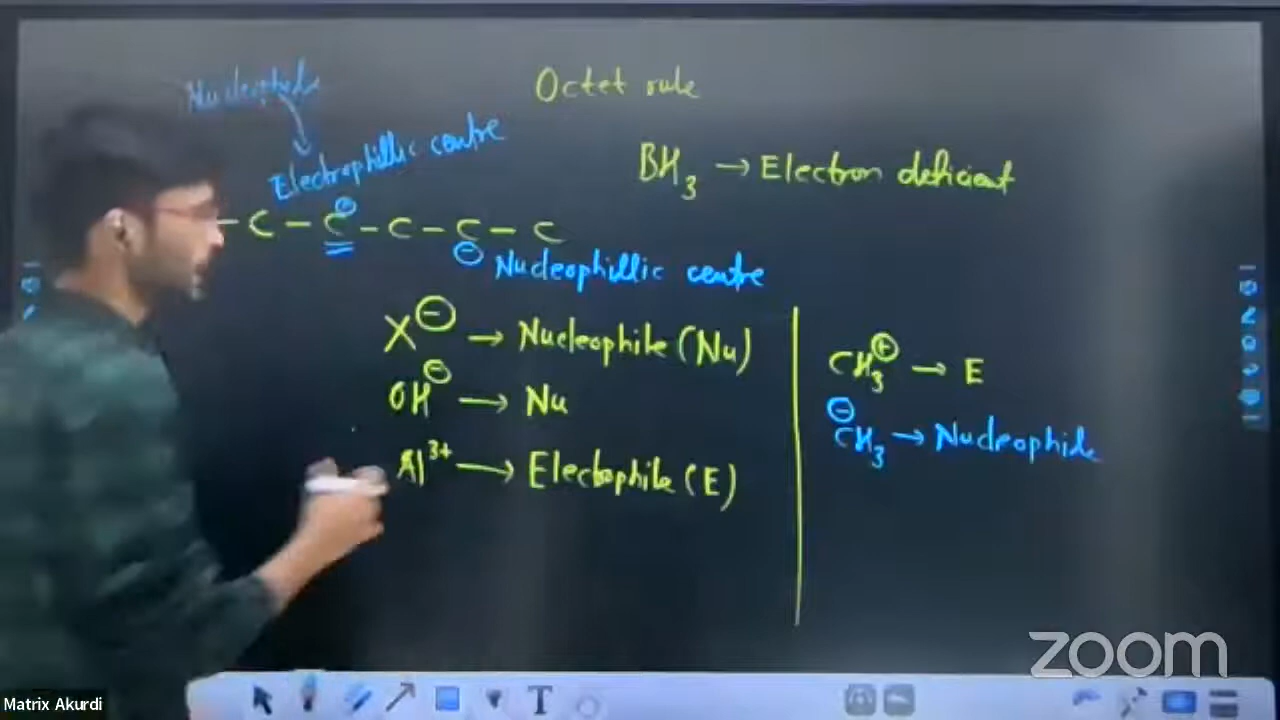 Octet rule
Nucleophile
Electrophillic centre
BH₃ → Electron deficient
– C – C⊕ – C – C⊖ – C
Nucleophillic centre
X⊖ → Nucleophile (Nu)
OH⊖ → Nu
Al³⁺ → Electophile (E)
CH₃⊕ → E
⊖CH₃ → Nucleophile
zoom
T
Matrix Akurdi